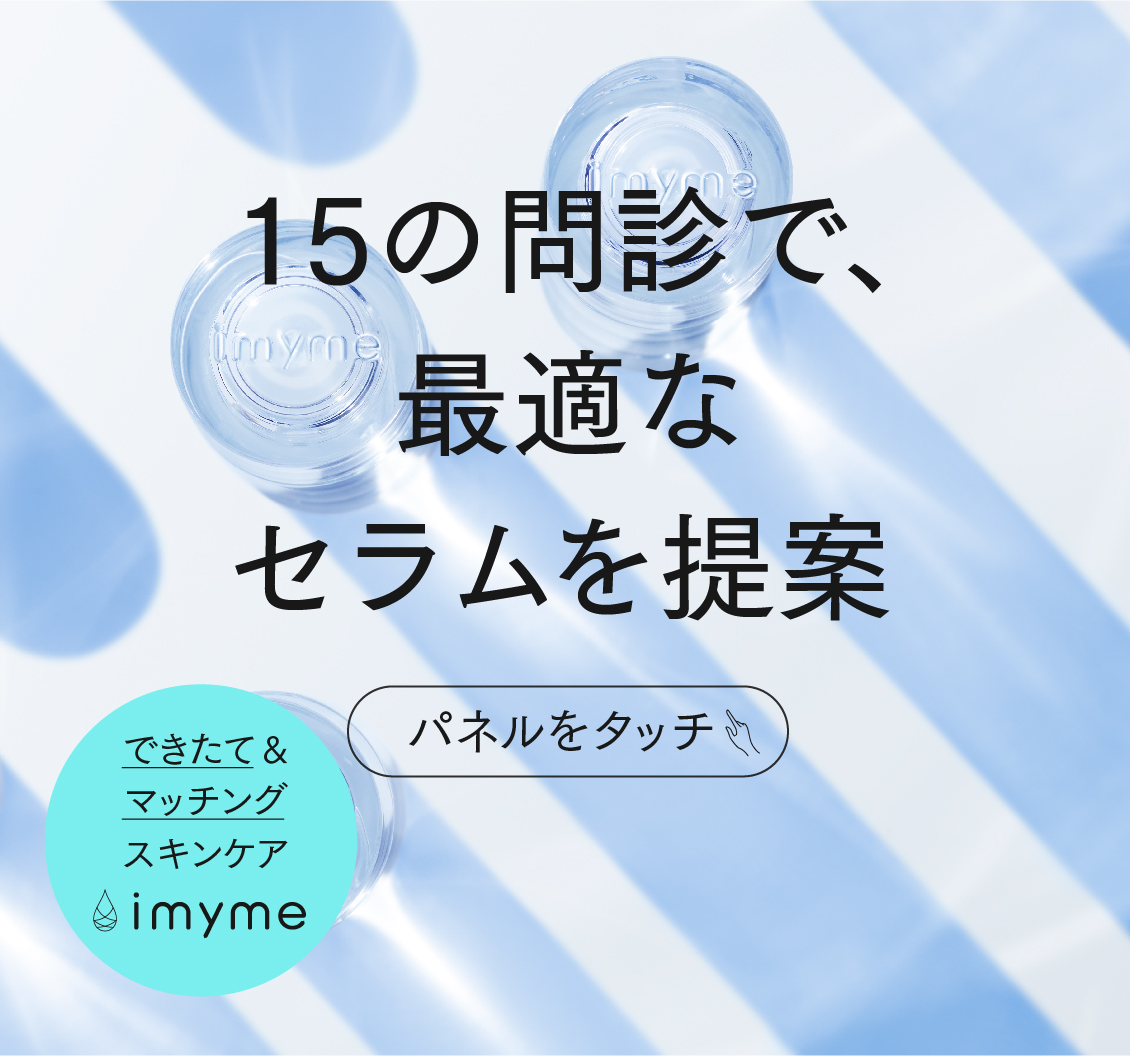 imyme
15の問診で、
imyme
最適な
セラムを提案
パネルをタッチ
できたて&
マッチング
スキンケア
imyme